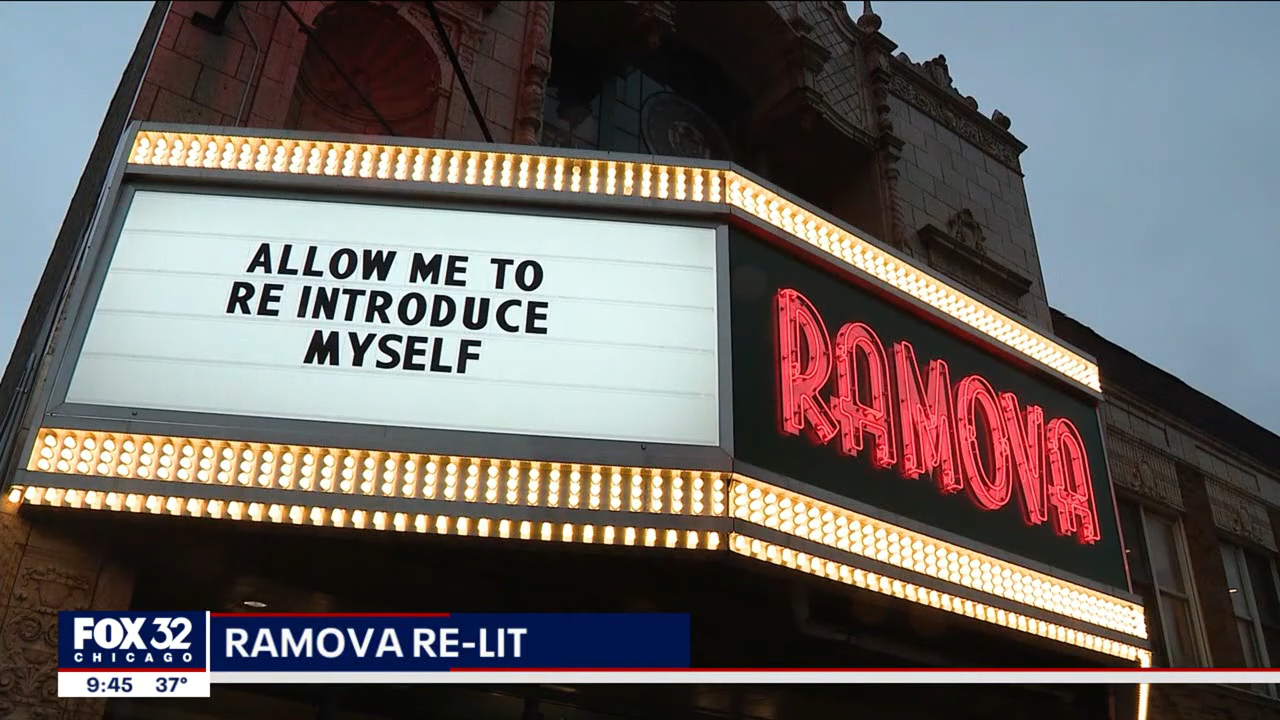 ALLOW ME TO
RE INTRODUCE
MYSELF
RAMOVA
FOX 32
CHICAGO
RAMOVA RE-LIT
9:45 37°